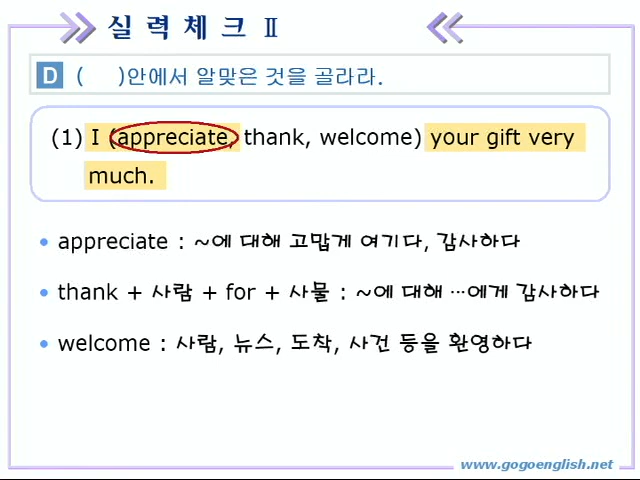 실 력 체 크 Ⅱ
D ( )안에서 알맞은 것을 골라라.
(1) I (appreciate, thank, welcome) your gift very
much.
• appreciate : ~에 대해 고맙게 여기다, 감사하다
• thank + 사람 + for + 사물 : ~에 대해 …에게 감사하다
• welcome : 사람, 뉴스, 도착, 사건 등을 환영하다
www.gogoenglish.net